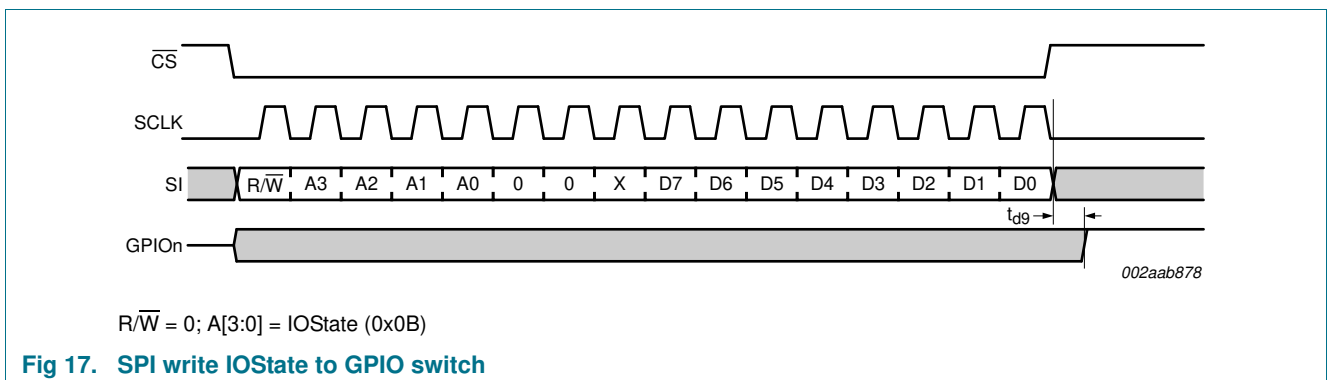 C̅S̅
SCLK
SI R/W̅ A3 A2 A1 A0 0 0 X D7 D6 D5 D4 D3 D2 D1 D0
td9
GPIOn
002aab878
R/W̅ = 0; A[3:0] = IOState (0x0B)
Fig 17. SPI write IOState to GPIO switch